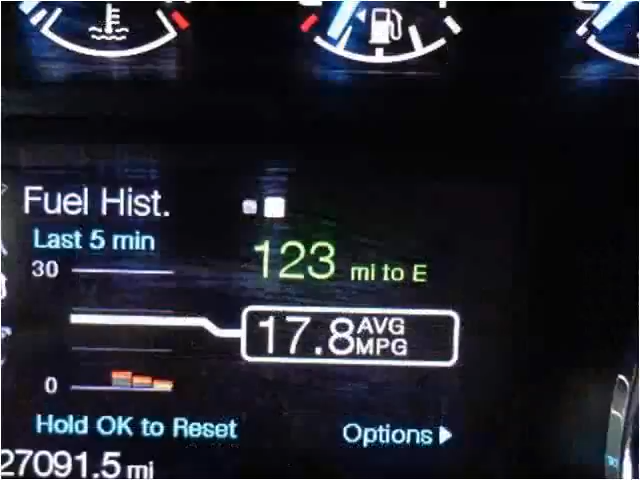 Fuel Hist.
Last 5 min
123 mi to E
30
17.8 AVG MPG
0
Hold OK to Reset
Options
27091.5 mi